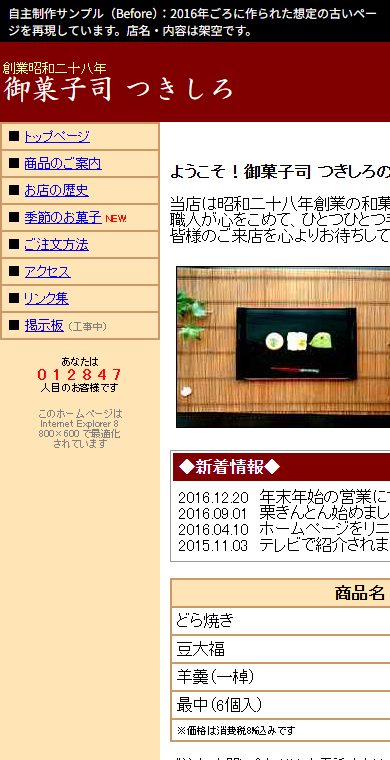 自主制作サンプル（Before）：2016年ごろに作られた想定の古いペー
ジを再現しています。店名・内容は架空です。
創業昭和二十八年
御菓子司 つきしろ
■ トップページ
■ 商品のご案内
■ お店の歴史
■ 季節のお菓子 NEW
■ ご注文方法
■ アクセス
■ リンク集
■ 掲示板（工事中）
あなたは
012847
人目のお客様です
このホームページは
Internet Explorer 8
800×600 で最適化
されています
ようこそ！御菓子司 つきしろの
当店は昭和二十八年創業の和菓
職人が心をこめて、ひとつひとつ
皆様のご来店を心よりお待ちして
◆新着情報◆
2016.12.20 年末年始の営業に
2016.09.01 栗きんとん始めまし
2016.04.10 ホームページをリニ
2015.11.03 テレビで紹介されま
商品名
どら焼き
豆大福
羊羹（一棹）
最中（6個入）
※価格は消費税8%込みです